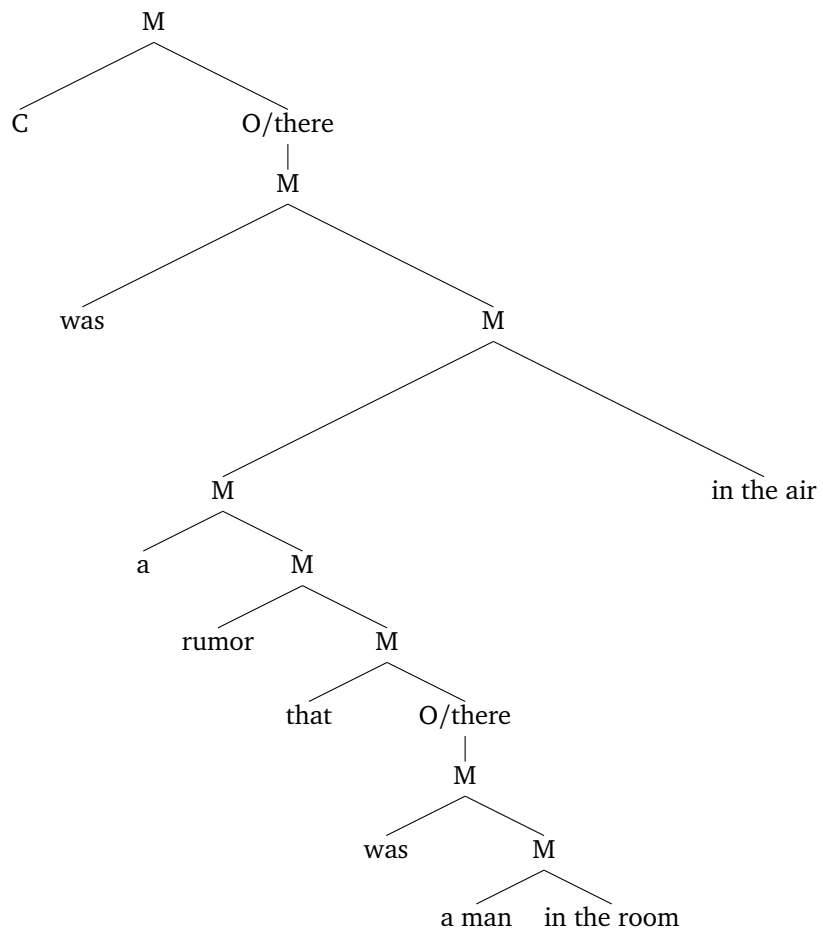 M
C O/there
M
was M
M in the air
a M
rumor M
that O/there
M
was M
a man in the room